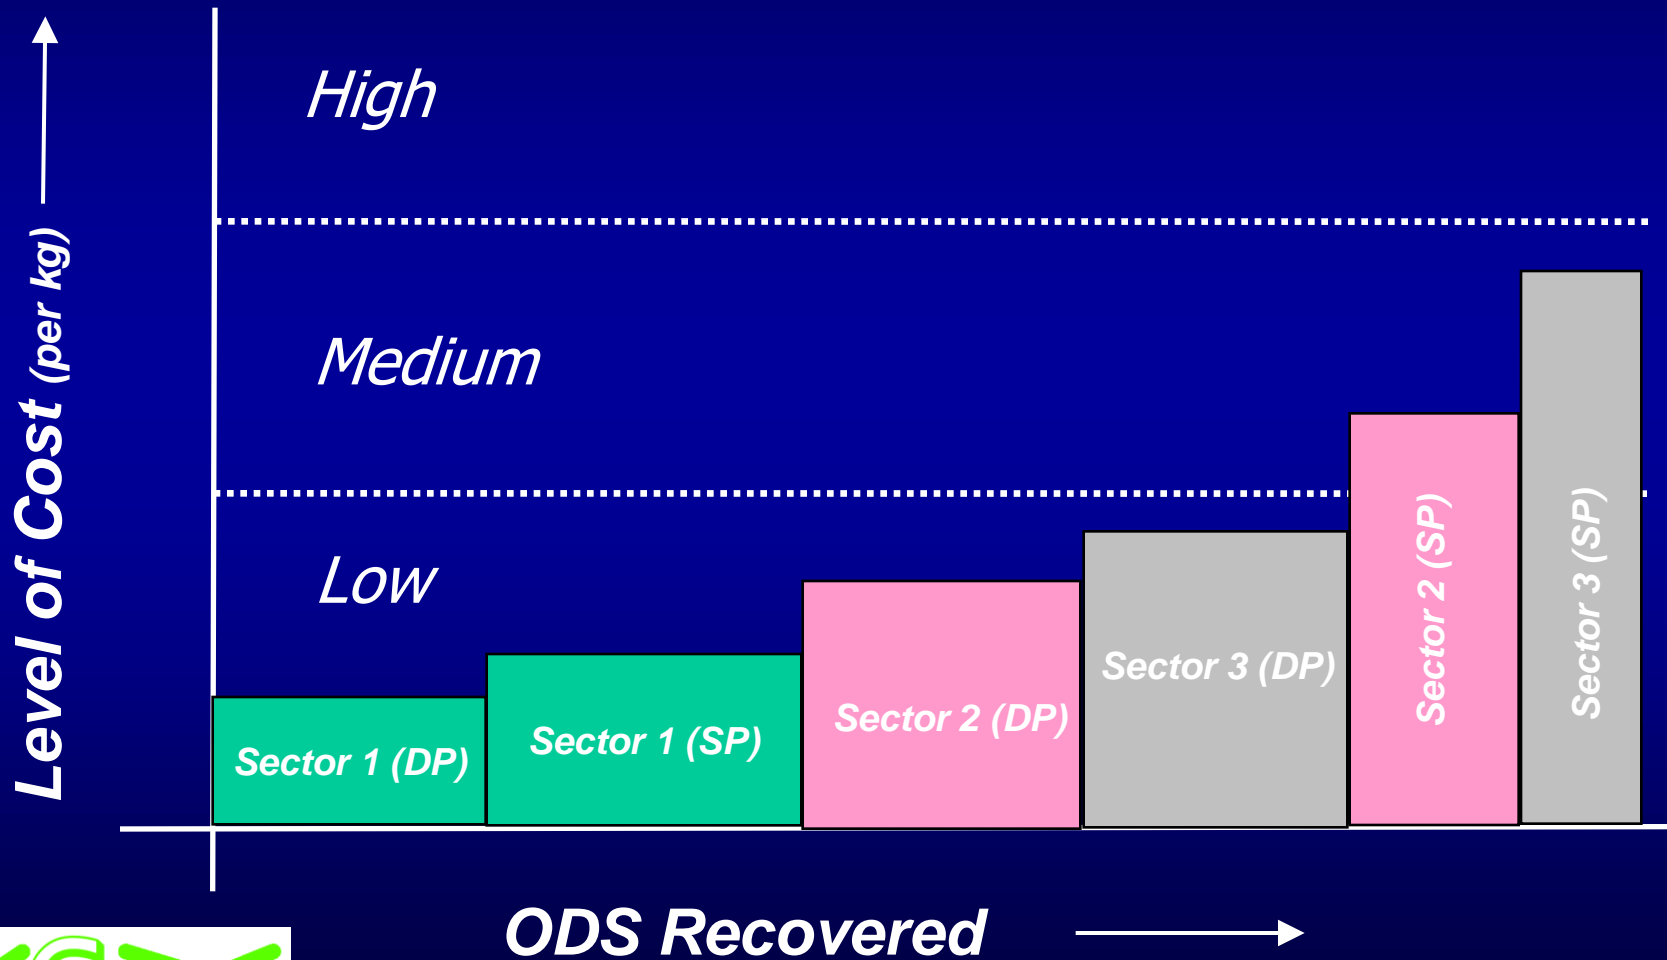 High
Medium
Low
Level of Cost (per kg)
Sector 1 (DP)
Sector 1 (SP)
Sector 2 (DP)
Sector 3 (DP)
Sector 2 (SP)
Sector 3 (SP)
ODS Recovered